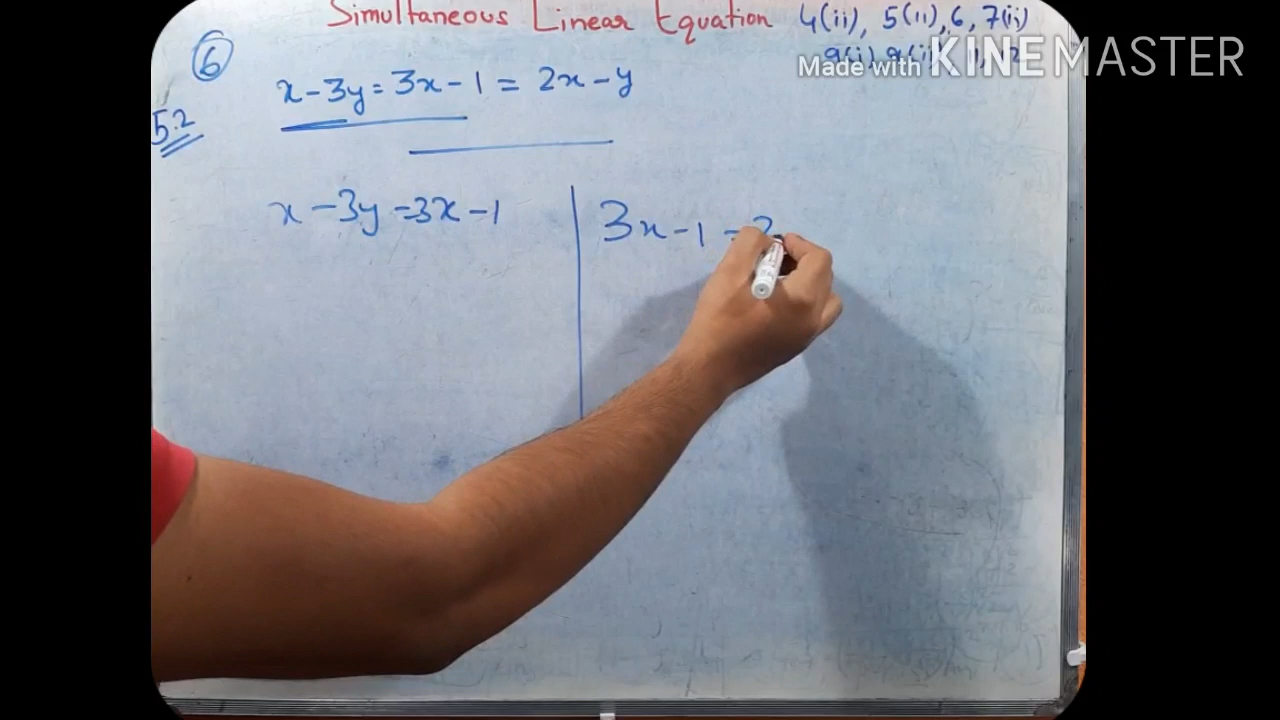 Simultaneous Linear Equation 4(ii), 5(ii), 6, 7(ii)
Made with KINEMASTER
6
x-3y=3x-1=2x-y
5.2
x-3y=3x-1
3x-1=2